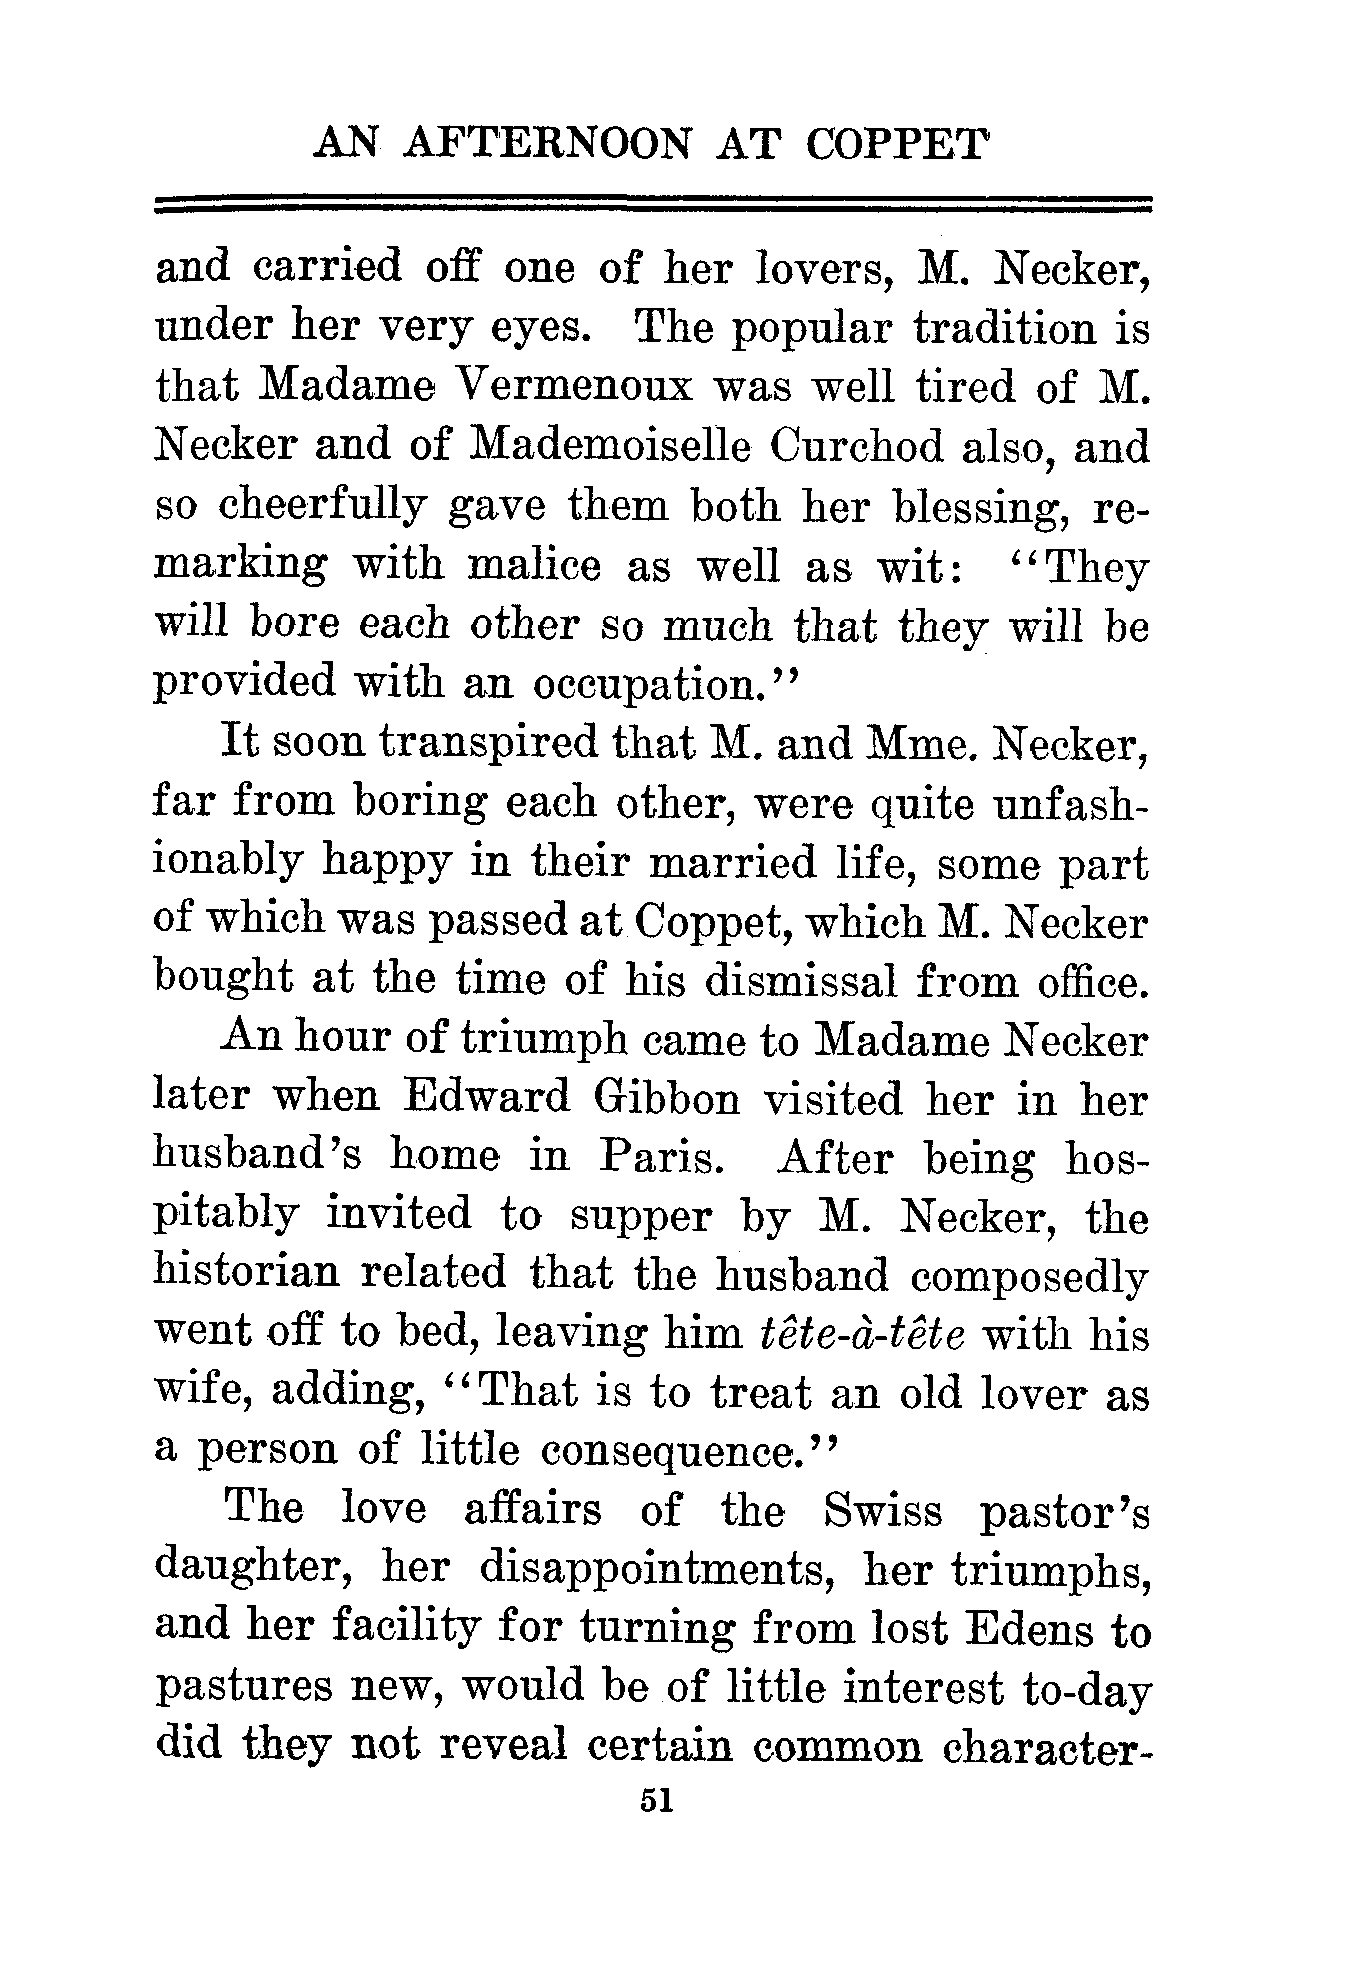 AN AFTERNOON AT COPPET
and carried off one of her lovers, M. Necker,
under her very eyes. The popular tradition is
that Madame Vermenoux was well tired of M.
Necker and of Mademoiselle Curchod also, and
so cheerfully gave them both her blessing, re-
marking with malice as well as wit: “They
will bore each other so much that they will be
provided with an occupation.”
It soon transpired that M. and Mme. Necker,
far from boring each other, were quite unfash-
ionably happy in their married life, some part
of which was passed at Coppet, which M. Necker
bought at the time of his dismissal from office.
An hour of triumph came to Madame Necker
later when Edward Gibbon visited her in her
husband’s home in Paris. After being hos-
pitably invited to supper by M. Necker, the
historian related that the husband composedly
went off to bed, leaving him tête-à-tête with his
wife, adding, “That is to treat an old lover as
a person of little consequence.”
The love affairs of the Swiss pastor’s
daughter, her disappointments, her triumphs,
and her facility for turning from lost Edens to
pastures new, would be of little interest to-day
did they not reveal certain common character-
51